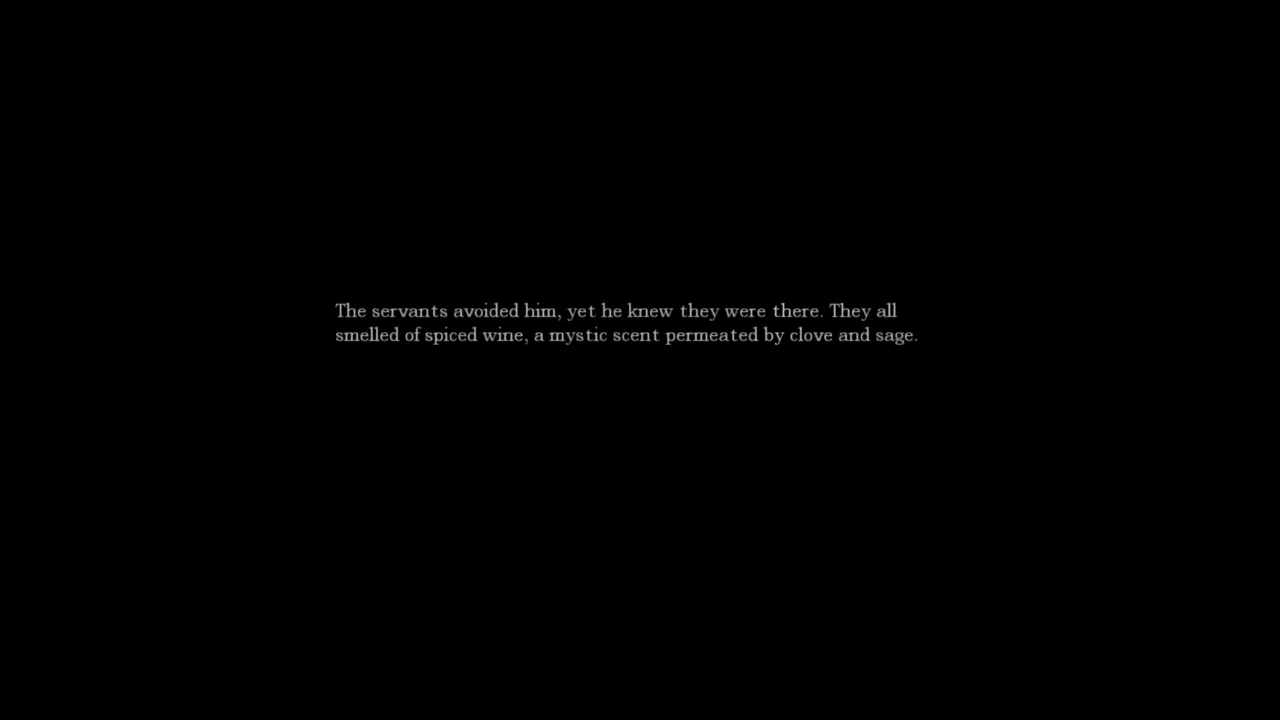 The servants avoided him, yet he knew they were there. They all
smelled of spiced wine, a mystic scent permeated by clove and sage.